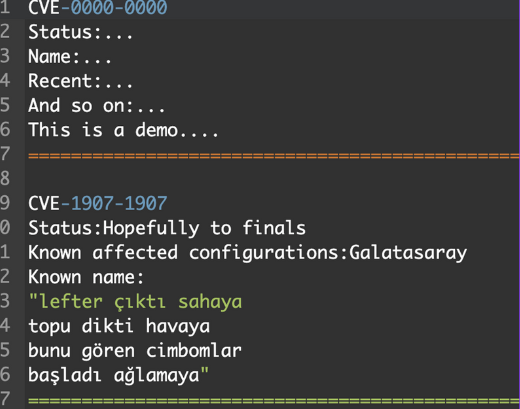 1 CVE-0000-0000
2 Status:...
3 Name:...
4 Recent:...
5 And so on:...
6 This is a demo....
7 ==============================================
8
9 CVE-1907-1907
0 Status:Hopefully to finals
1 Known affected configurations:Galatasaray
2 Known name:
3 "lefter çıktı sahaya
4 topu dikti havaya
5 bunu gören cimbomlar
6 başladı ağlamaya"
7 ==============================================